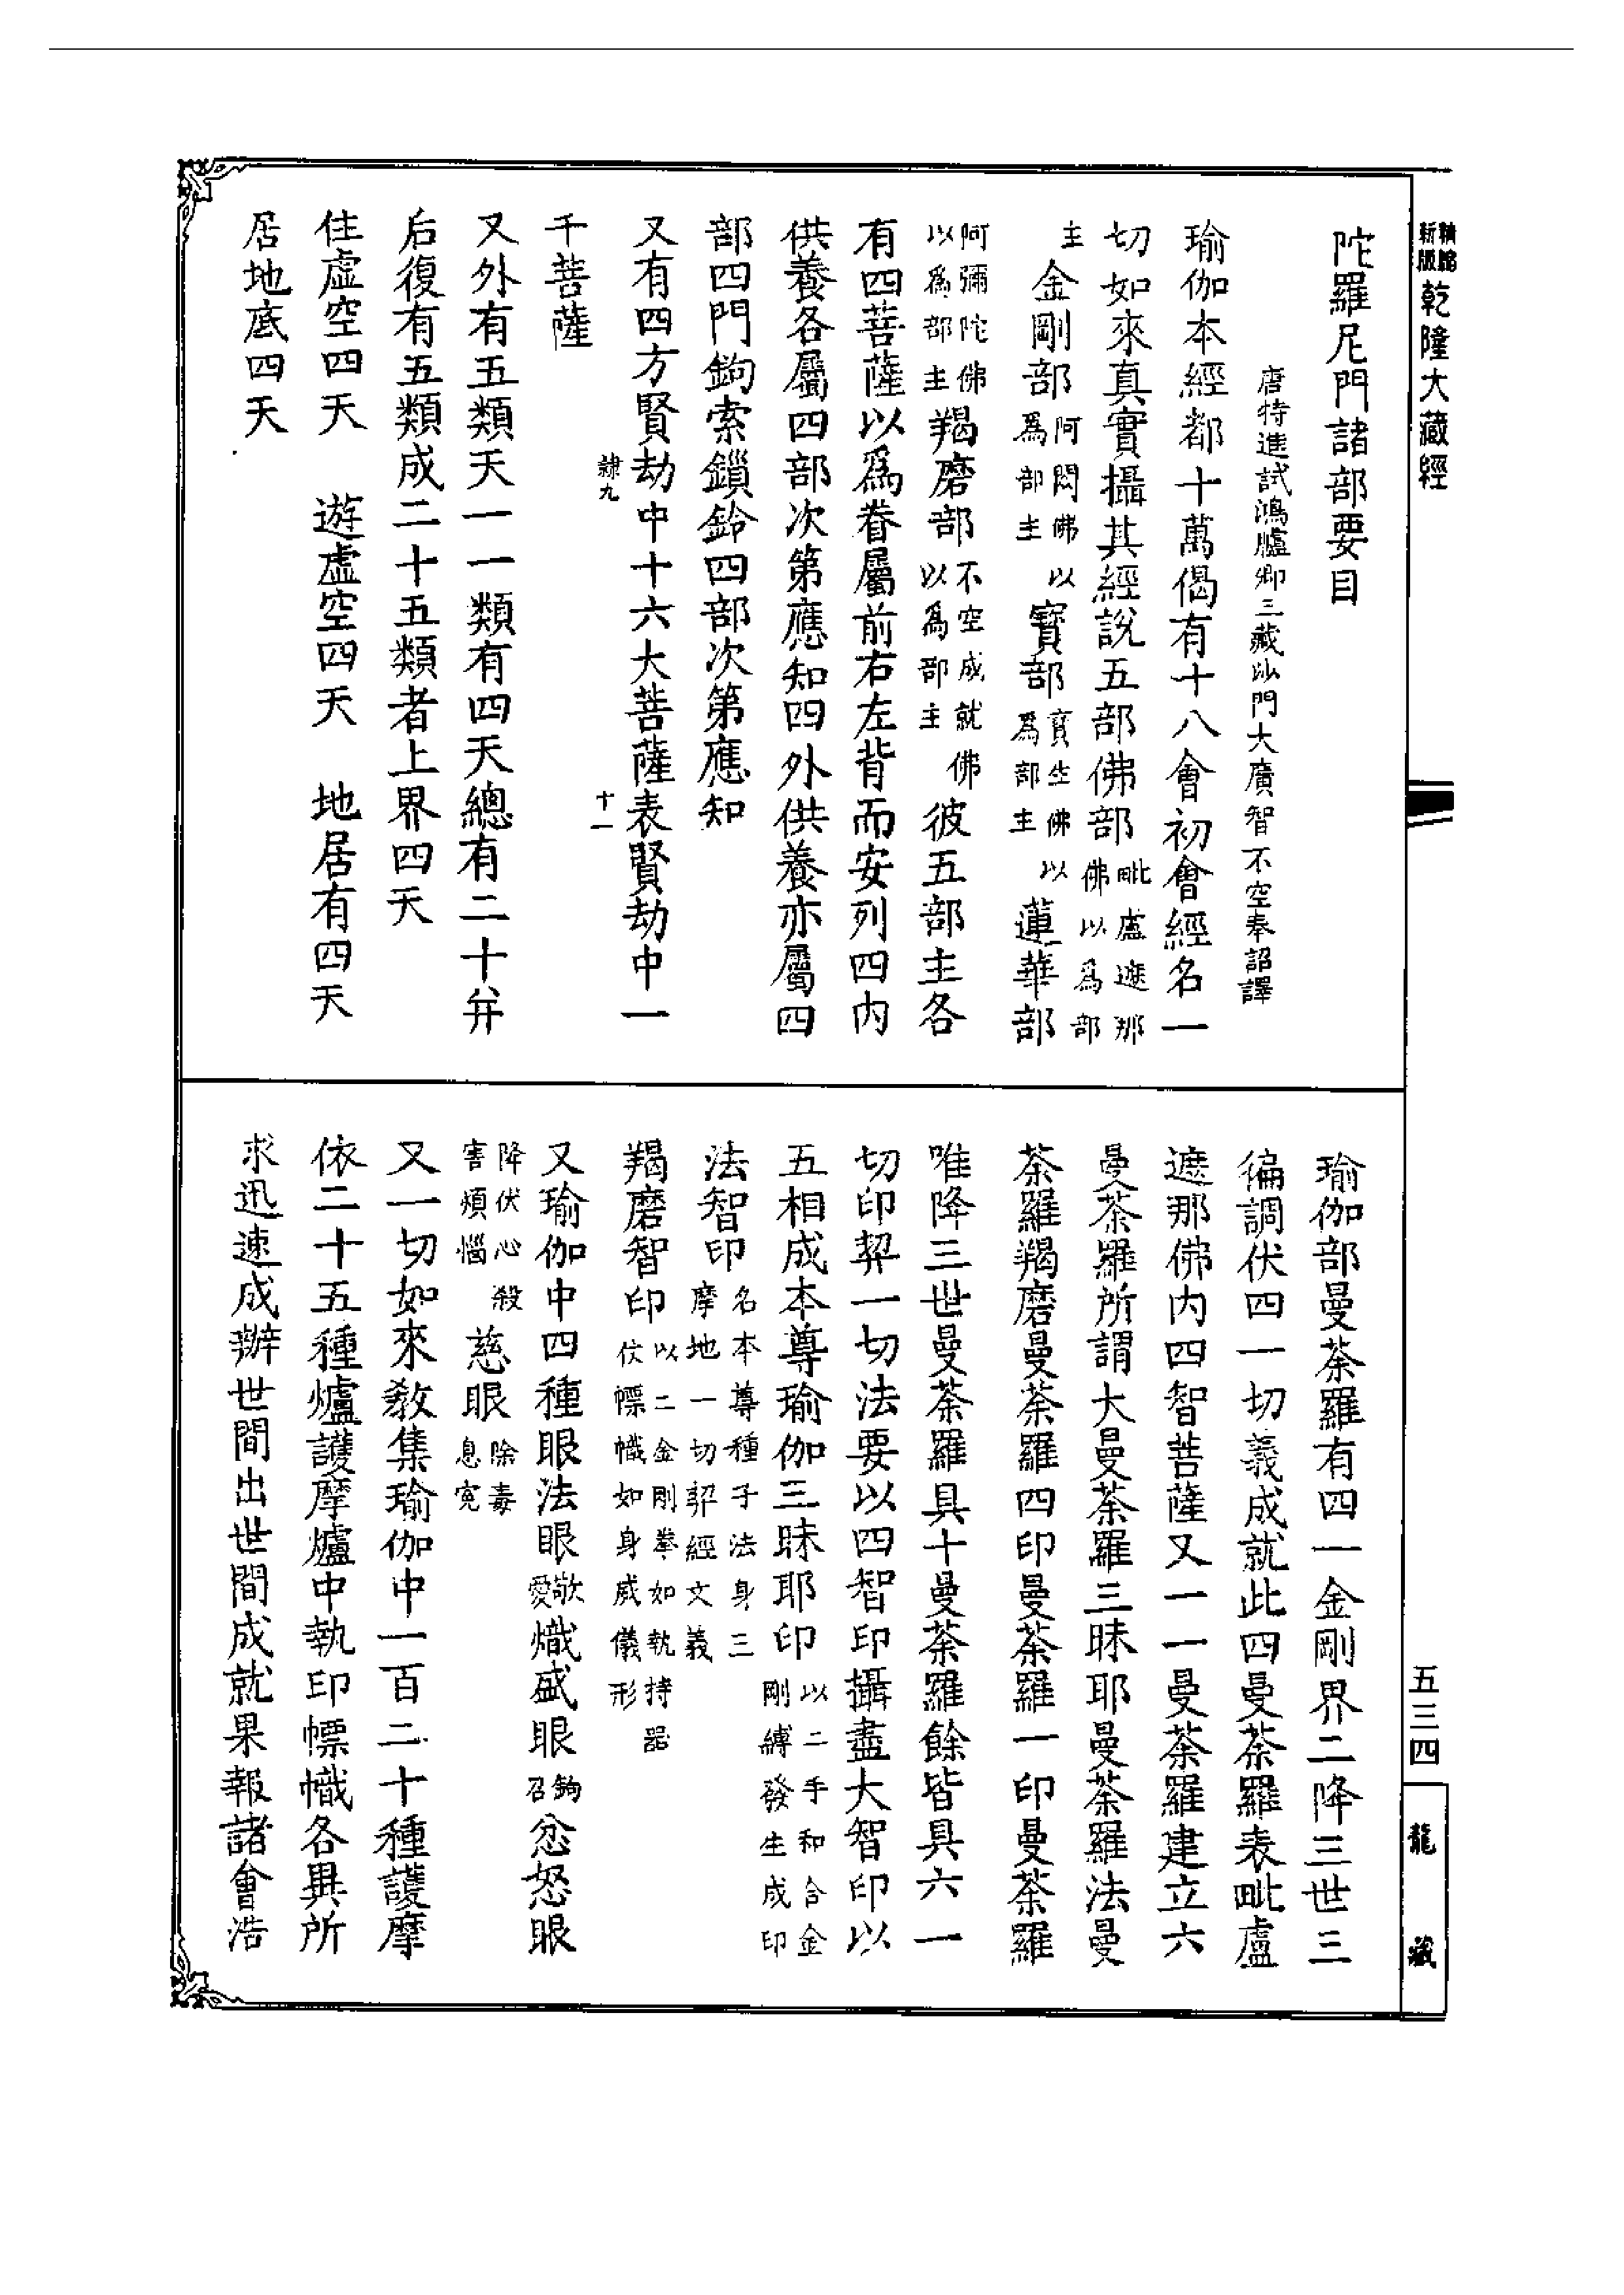 精縮新版乾隆大藏經
陀羅尼門諸部要目
唐特進試鴻臚卿三藏沙門大廣智不空奉詔譯
瑜伽本經都十萬偈有十八會初會經名一
切如來真實攝其經說五部佛部毗盧遮那佛以為部
主金剛部阿閦佛以為部主寶部寶生佛以為部主蓮華部
阿彌陀佛以為部主羯磨部不空成就佛以為部主彼五部主各
有四菩薩以為眷屬前右左背而安列四內
供養各屬四部次第應知四外供養亦屬四
部四門鉤索鎖鈴四部次第應知
又有四方賢劫中十六大菩薩表賢劫中一
隸九 十一
千菩薩
又外有五類天一一類有四天總有二十并
后復有五類成二十五類者上界四天
住虛空四天 遊虛空四天 地居有四天
居地底四天
瑜伽部曼荼羅有四一金剛界二降三世三
徧調伏四一切義成就此四曼荼羅表毗盧
遮那佛內四智菩薩又一一曼荼羅建立六
曼荼羅所謂大曼荼羅三昧耶曼荼羅法曼
荼羅羯磨曼荼羅四印曼荼羅一印曼荼羅
唯降三世曼荼羅具十曼荼羅餘皆具六一
切印契一切法要以四智印攝盡大智印以
五相成本尊瑜伽三昧耶印以二手和合金剛縛發生成印
法智印名本尊種子法身三摩地一切契經文義
羯磨智印以二金剛拳如執持器仗幖幟如身威儀形
又瑜伽中四種眼法眼敬愛熾盛眼鉤召忿怒眼
降伏心殺害煩惱慈眼除毒息寃
又一切如來教集瑜伽中一百二十種護摩
依二十五種爐護摩爐中執印幖幟各異所
求迅速成辦世間出世間成就果報諸會浩
五三四
龍藏